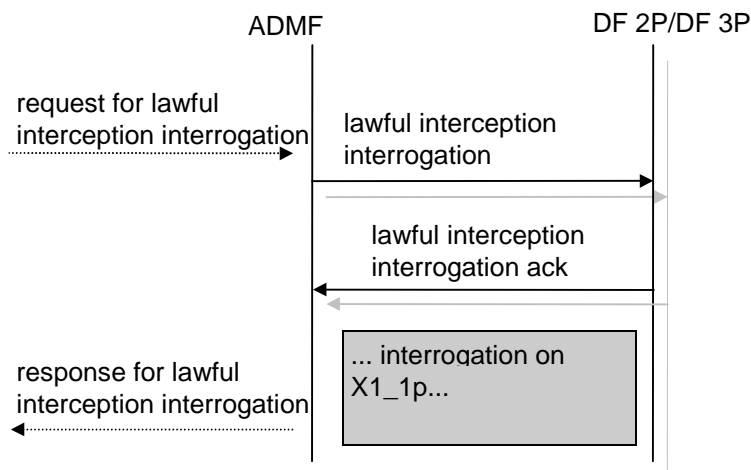 ADMF
DF 2P/DF 3P
request for lawful
interception interrogation
lawful interception
interrogation
lawful interception
interrogation ack
... interrogation on
X1_1p...
response for lawful
interception interrogation